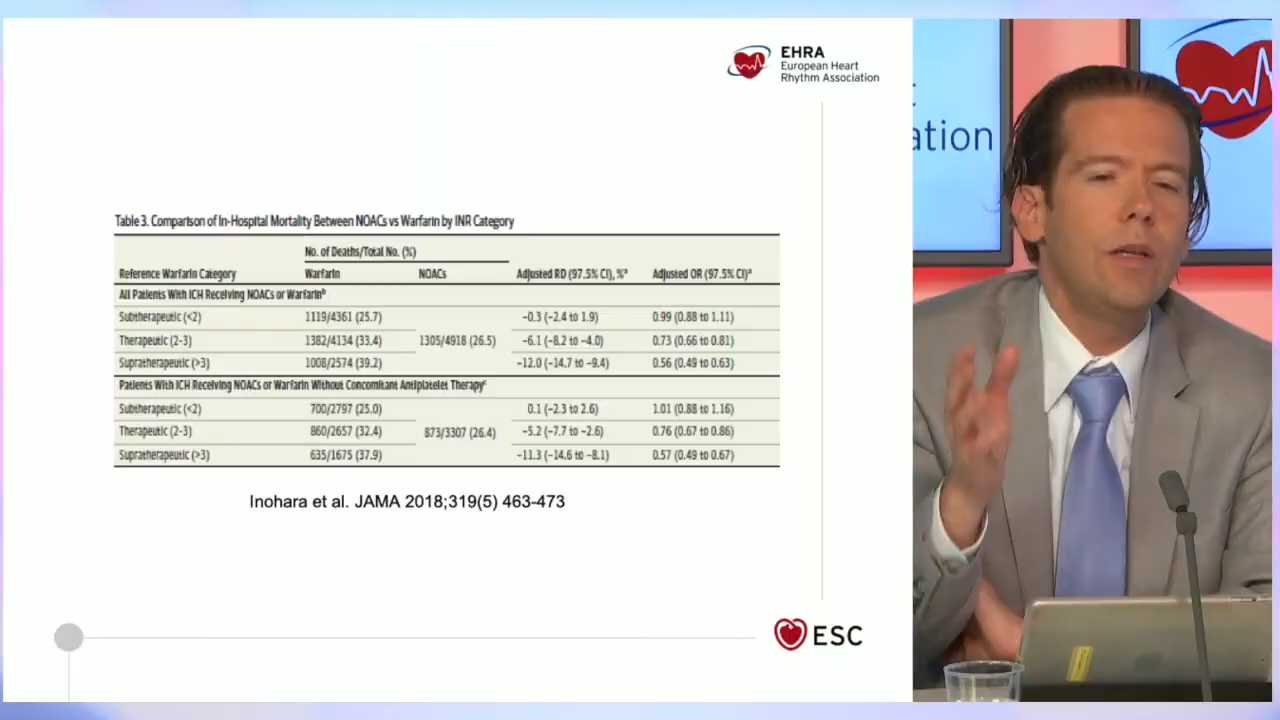 EHRA
European Heart
Rhythm Association
ation
Table 3. Comparison of In-Hospital Mortality Between NOACs vs Warfarin by INR Category
No. of Deaths/Total No. (%)
Reference Warfarin Category Warfarin NOACs Adjusted RD (97.5% CI), %ᵃ Adjusted OR (97.5% CI)ᵃ
All Patients With ICH Receiving NOACs or Warfarinᵇ
Subtherapeutic (<2) 1119/4361 (25.7) −0.3 (−2.4 to 1.9) 0.99 (0.88 to 1.11)
Therapeutic (2-3) 1382/4134 (33.4) 1305/4918 (26.5) −6.1 (−8.2 to −4.0) 0.73 (0.66 to 0.81)
Supratherapeutic (>3) 1008/2574 (39.2) −12.0 (−14.7 to −9.4) 0.56 (0.49 to 0.63)
Patients With ICH Receiving NOACs or Warfarin Without Concomitant Antiplatelet Therapyᶜ
Subtherapeutic (<2) 700/2797 (25.0) 0.1 (−2.3 to 2.6) 1.01 (0.88 to 1.16)
Therapeutic (2-3) 860/2657 (32.4) 873/3307 (26.4) −5.2 (−7.7 to −2.6) 0.76 (0.67 to 0.86)
Supratherapeutic (>3) 635/1675 (37.9) −11.3 (−14.6 to −8.1) 0.57 (0.49 to 0.67)
Inohara et al. JAMA 2018;319(5) 463-473
ESC